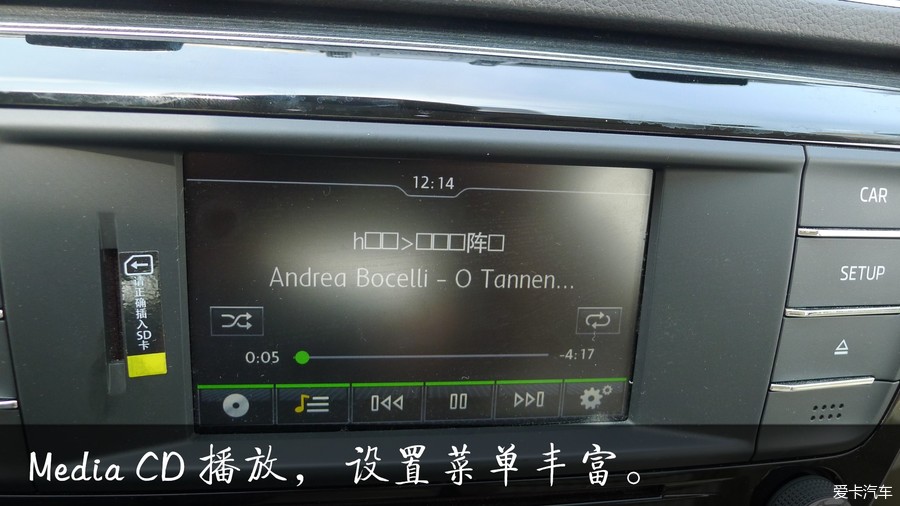 12:14
h□□>□□□阵□
Andrea Bocelli - O Tannen...
0:05
-4:17
请正确插入SD卡
CAR
SETUP
Media CD 播放，设置菜单丰富。
爱卡汽车